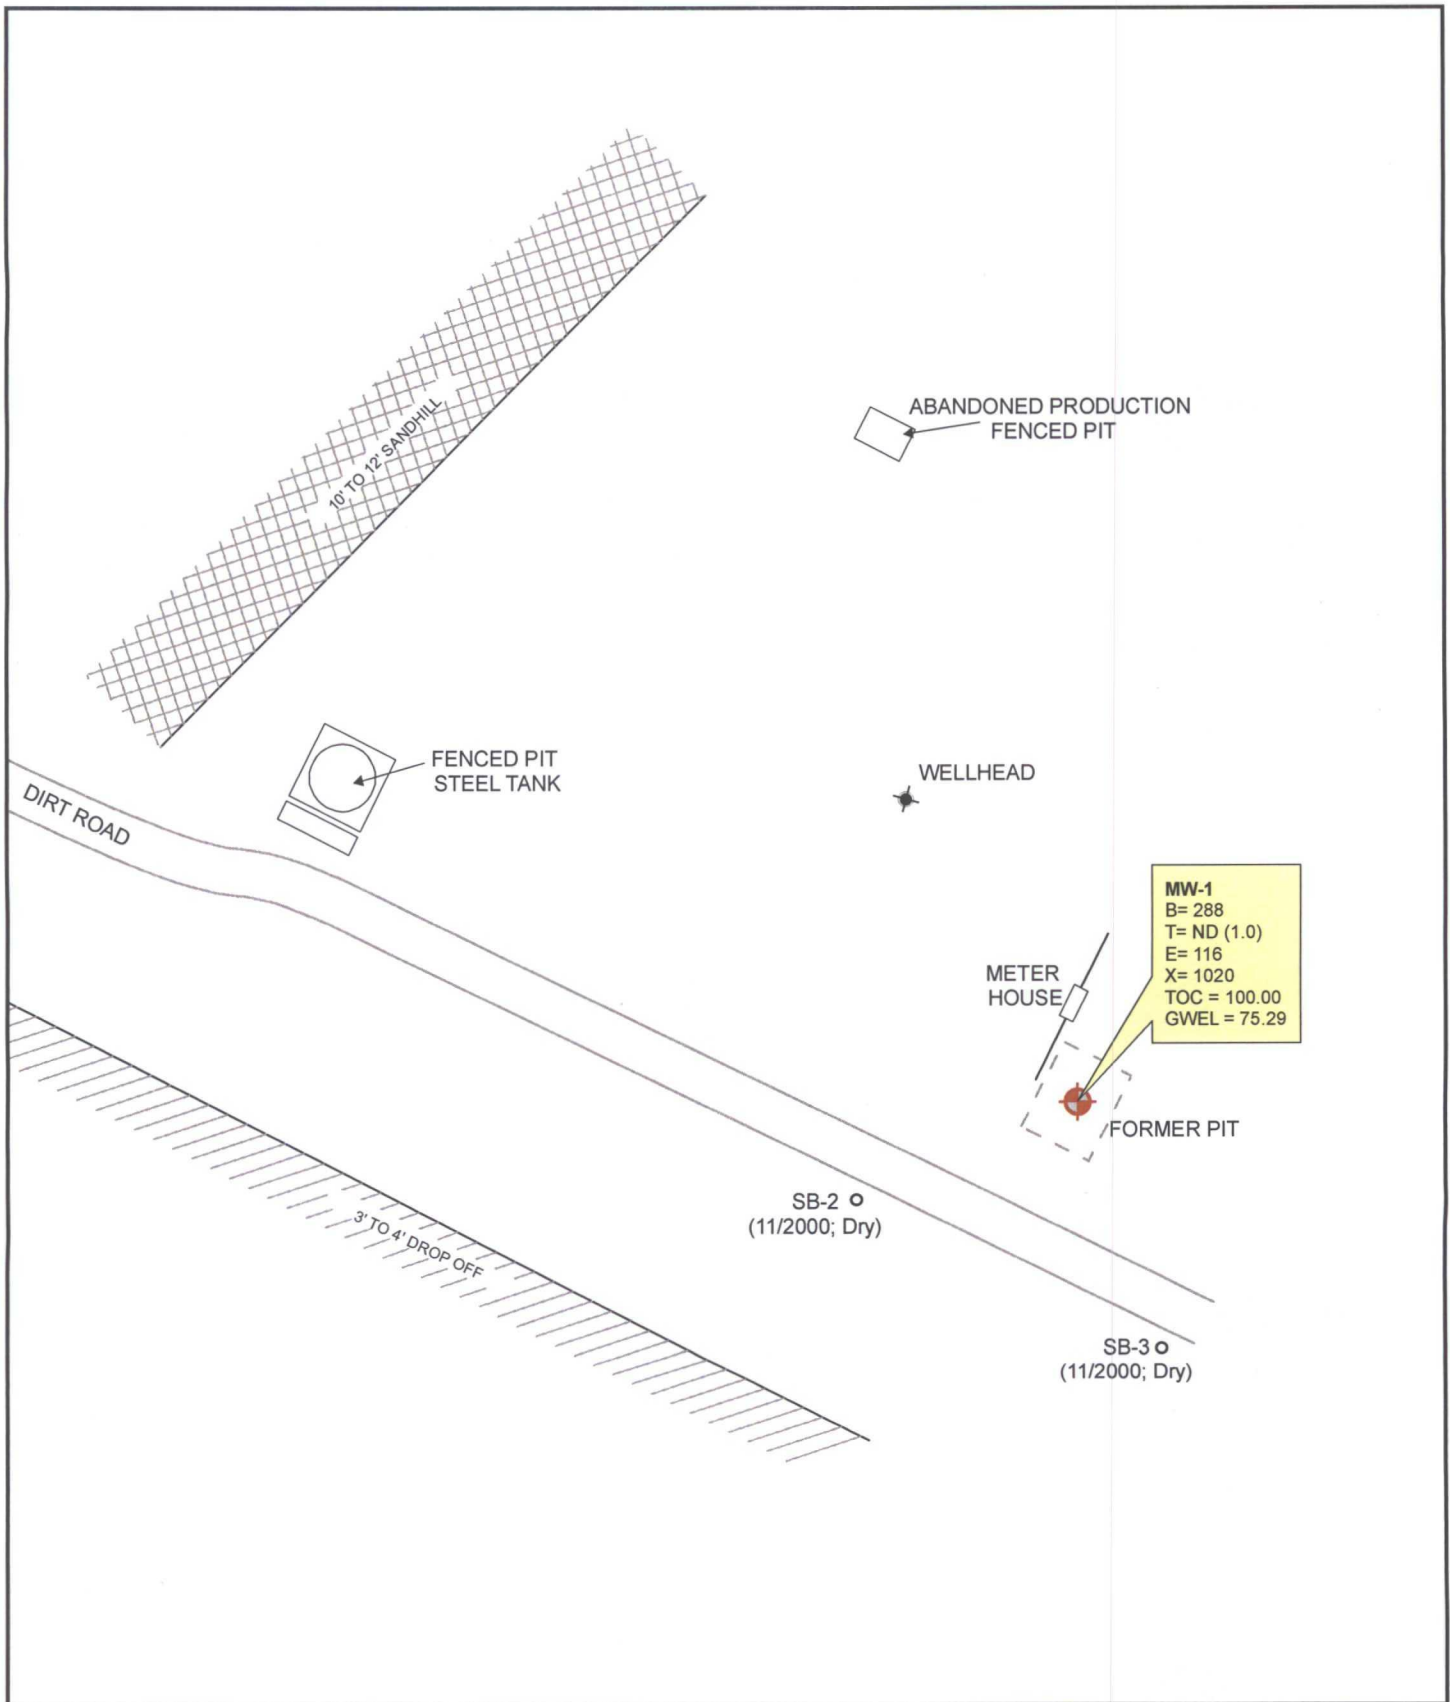 10' TO 12' SANDHILL
ABANDONED PRODUCTION
FENCED PIT
FENCED PIT
STEEL TANK
WELLHEAD
DIRT ROAD
MW-1
B= 288
T= ND (1.0)
E= 116
X= 1020
TOC = 100.00
GWEL = 75.29
METER
HOUSE
FORMER PIT
SB-2
(11/2000; Dry)
3' TO 4' DROP OFF
SB-3
(11/2000; Dry)